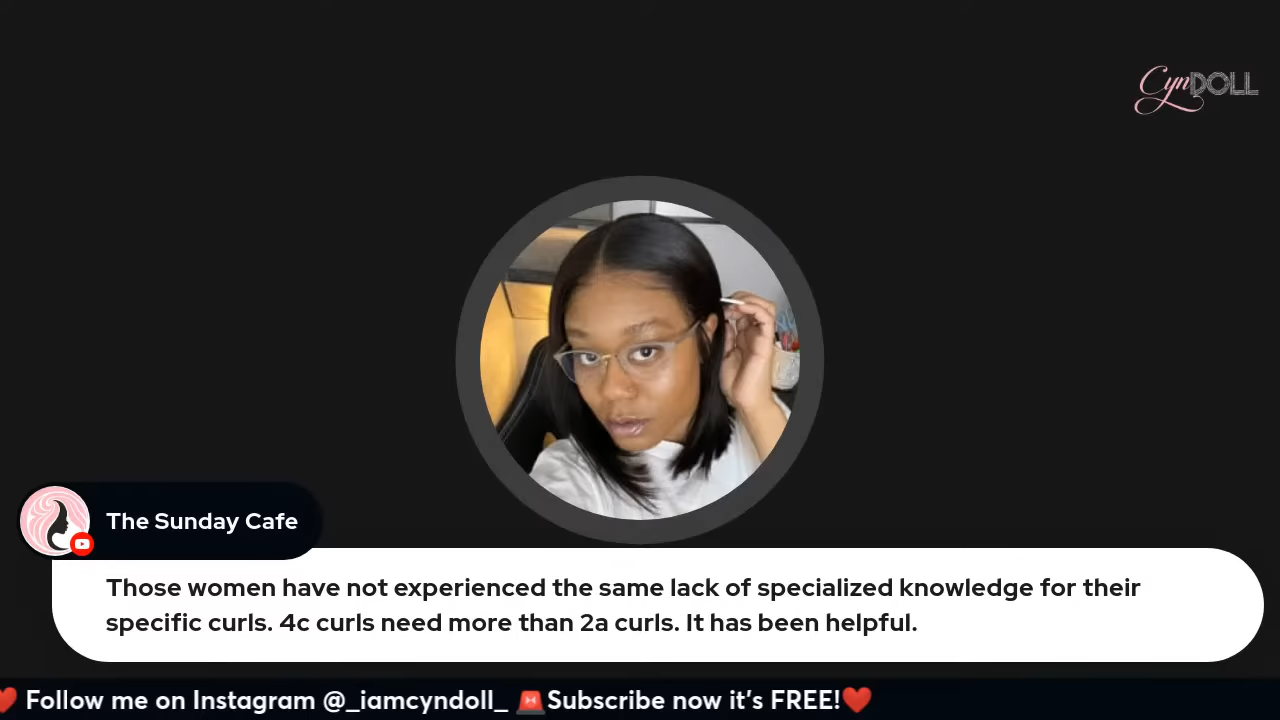 CynDOLL
The Sunday Cafe
Those women have not experienced the same lack of specialized knowledge for their
specific curls. 4c curls need more than 2a curls. It has been helpful.
❤️ Follow me on Instagram @_iamcyndoll_ 🚨Subscribe now it's FREE!❤️